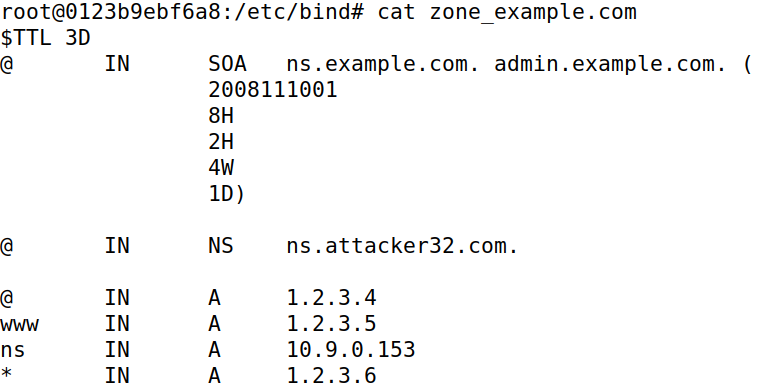 root@0123b9ebf6a8:/etc/bind# cat zone_example.com
$TTL 3D
@       IN      SOA   ns.example.com. admin.example.com. (
                2008111001
                8H
                2H
                4W
                1D)

@       IN      NS    ns.attacker32.com.

@       IN      A     1.2.3.4
www     IN      A     1.2.3.5
ns      IN      A     10.9.0.153
*       IN      A     1.2.3.6